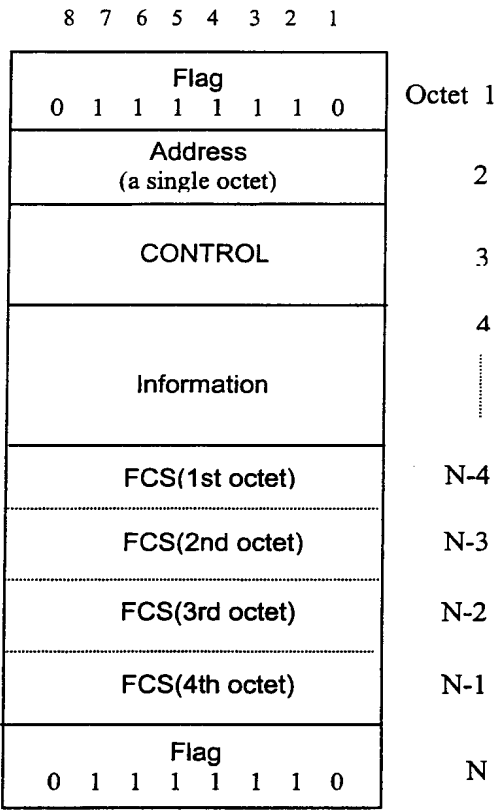 8 7 6 5 4 3 2 1
Flag
0 1 1 1 1 1 1 0
Octet 1
Address
(a single octet)
2
CONTROL
3
4
Information
FCS(1st octet)
N-4
FCS(2nd octet)
N-3
FCS(3rd octet)
N-2
FCS(4th octet)
N-1
Flag
0 1 1 1 1 1 1 0
N